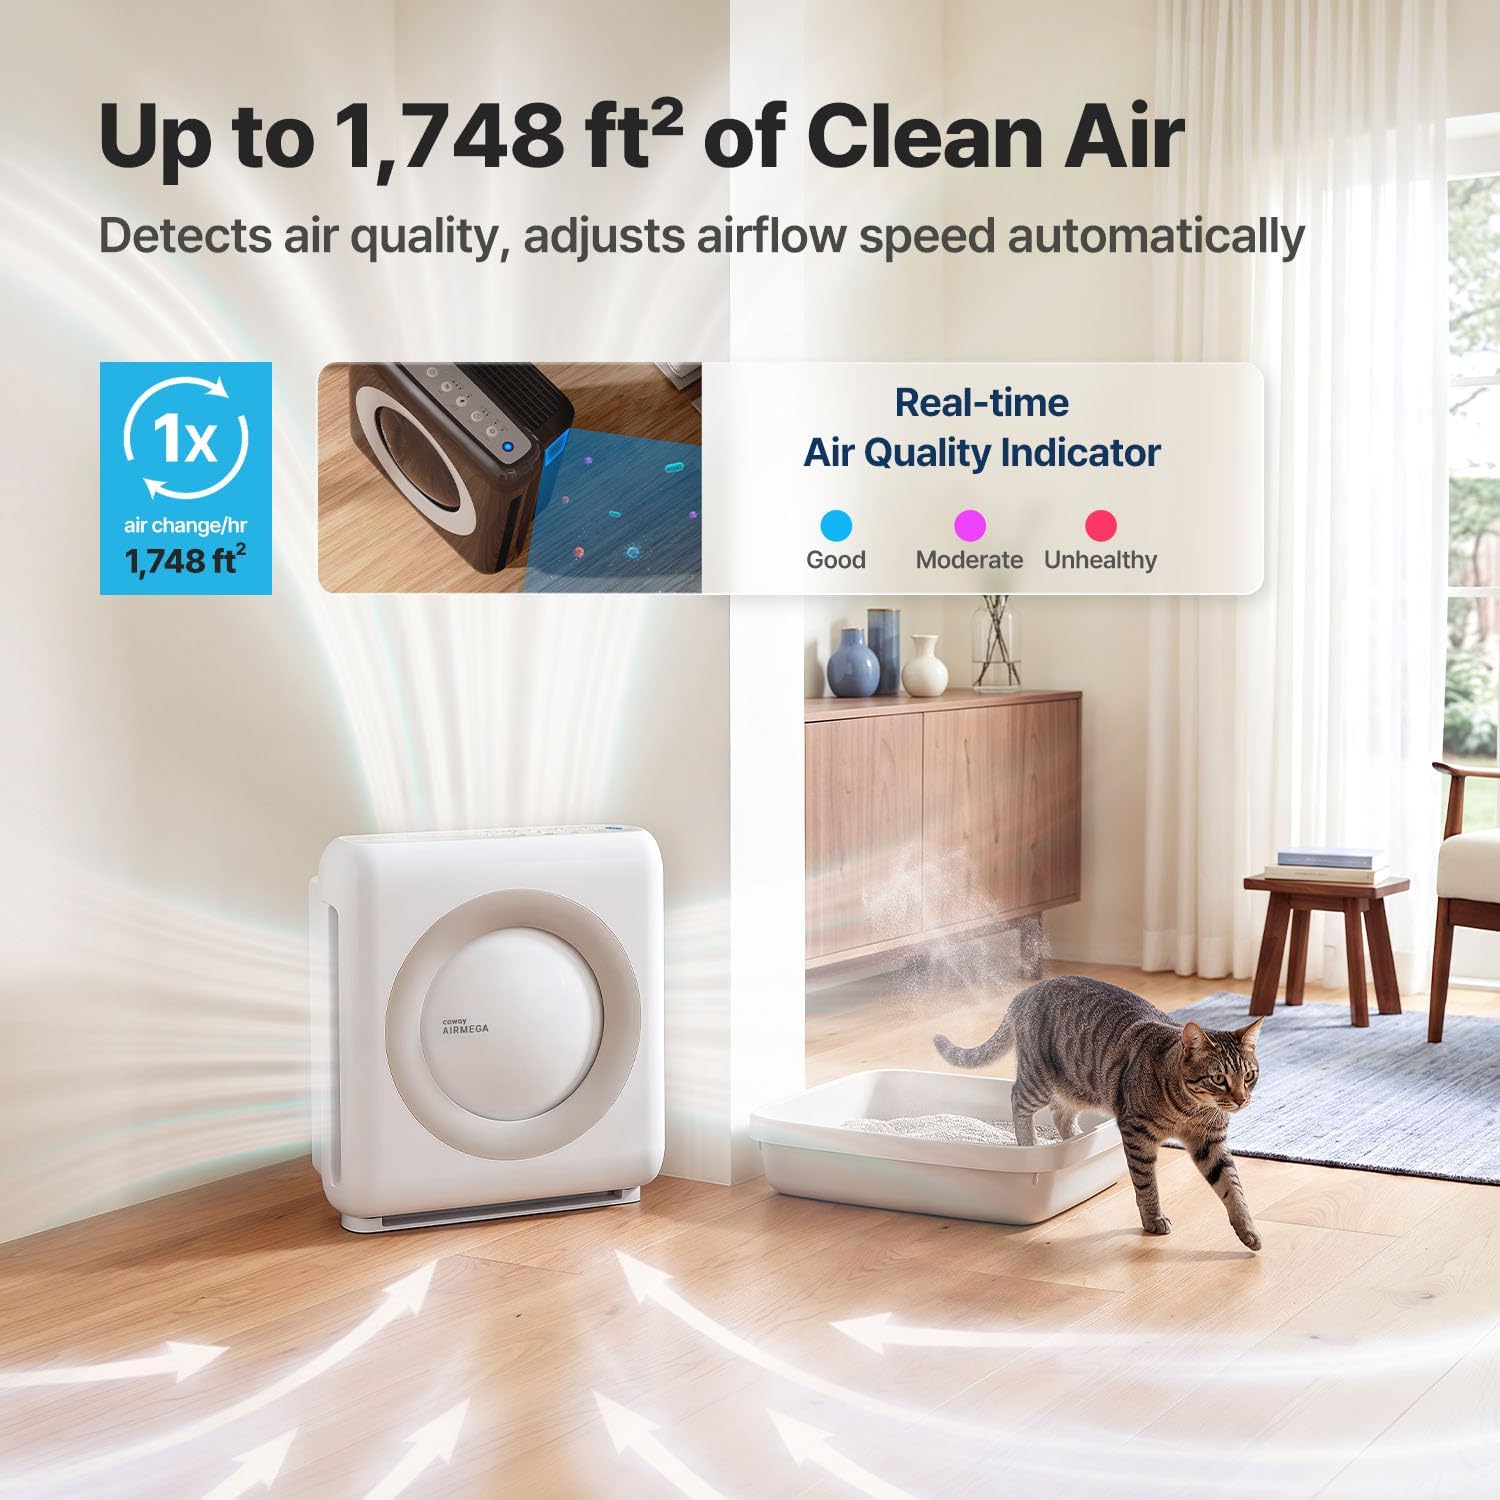 Up to 1,748 ft² of Clean Air
Detects air quality, adjusts airflow speed automatically
1x
air change/hr
1,748 ft²
Real-time
Air Quality Indicator
Good
Moderate
Unhealthy
coway
AIRMEGA